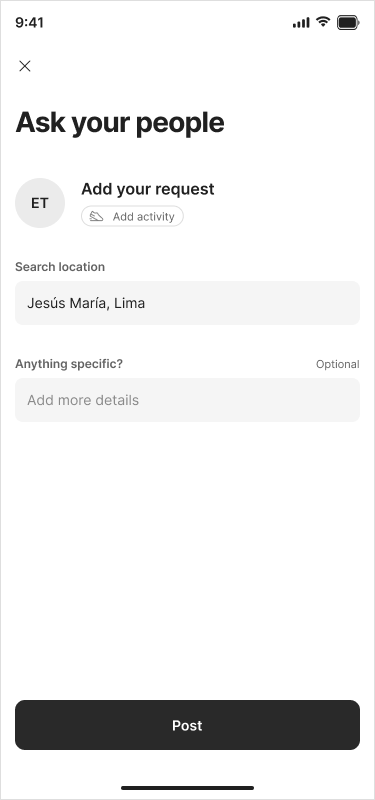 9:41
Ask your people
ET
Add your request
Add activity
Search location
Jesús María, Lima
Anything specific? Optional
Add more details
Post